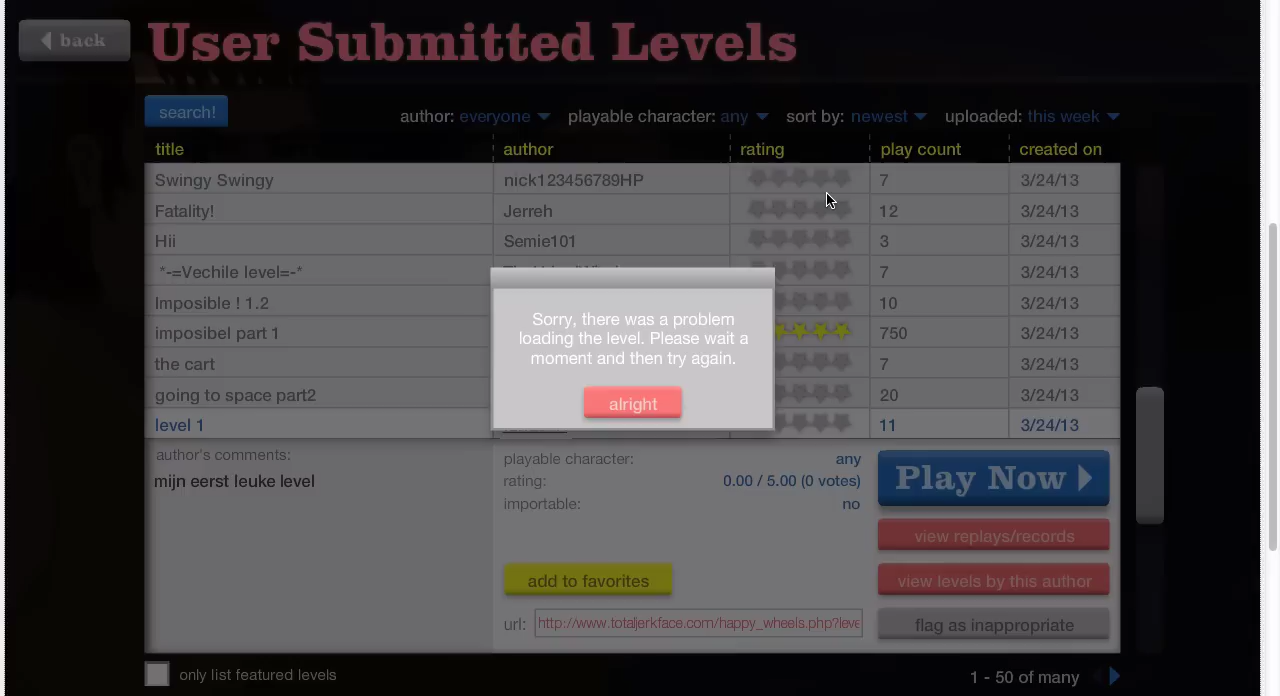 back
User Submitted Levels
search!
author: everyone playable character: any sort by: newest uploaded: this week
title author rating play count created on
Swingy Swingy nick123456789HP 7 3/24/13
Fatality! Jerreh 12 3/24/13
Hii Semie101 3 3/24/13
*-=Vechile level=-* 7 3/24/13
Imposible ! 1.2 10 3/24/13
imposibel part 1 750 3/24/13
the cart 7 3/24/13
going to space part2 20 3/24/13
level 1 11 3/24/13
Sorry, there was a problem
loading the level. Please wait a
moment and then try again.
alright
author's comments:
mijn eerst leuke level
playable character: any
rating: 0.00 / 5.00 (0 votes)
importable: no
add to favorites
url: http://www.totaljerkface.com/happy_wheels.php?leve
Play Now
view replays/records
view levels by this author
flag as inappropriate
only list featured levels
1 - 50 of many